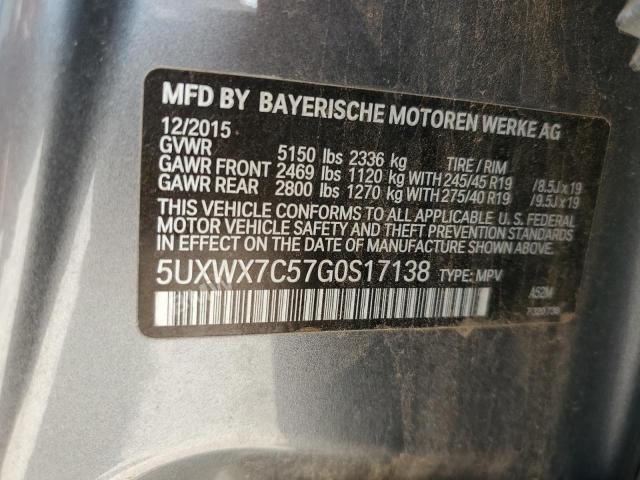 MFD BY BAYERISCHE MOTOREN WERKE AG
12/2015
GVWR 5150 lbs 2336 kg TIRE / RIM
GAWR FRONT 2469 lbs 1120 kg WITH 245/45 R19 / 8.5J x 19
GAWR REAR 2800 lbs 1270 kg WITH 275/40 R19 / 9.5J x 19
THIS VEHICLE CONFORMS TO ALL APPLICABLE U. S. FEDERAL
MOTOR VEHICLE SAFETY AND THEFT PREVENTION STANDARDS
IN EFFECT ON THE DATE OF MANUFACTURE SHOWN ABOVE.
5UXWX7C57G0S17138 TYPE: MPV